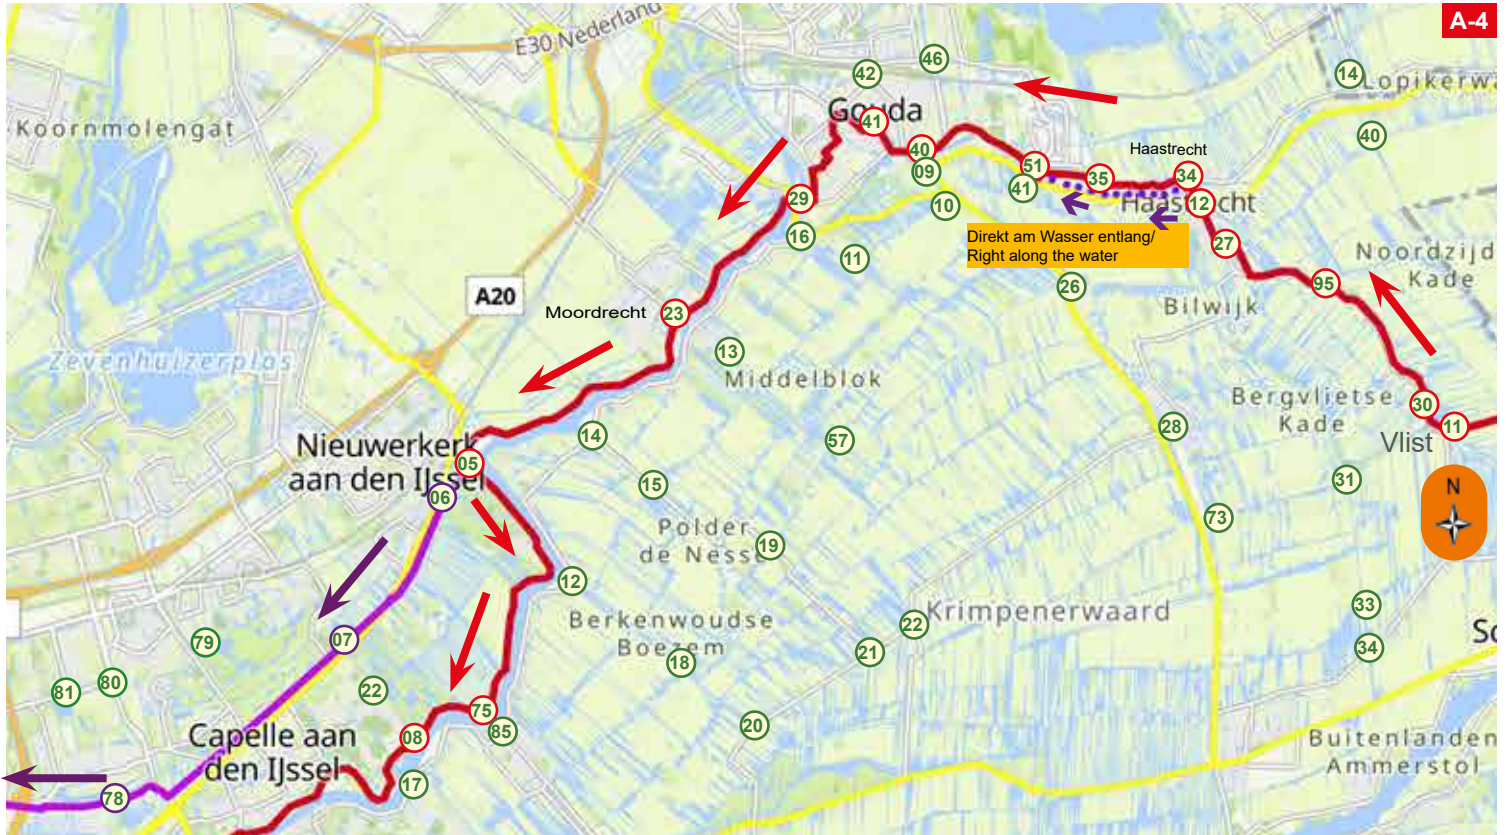 A-4
E30 Nederland
46
42
14
Lopikerwa
Koornmolengat
Gouda
41
40
40
Haastrecht
51
09
35
34
41
29
10
Haastrecht
12
16
Direkt am Wasser entlang/
Right along the water
27
11
Noordzijd
Kade
26
95
A20
Bilwijk
Moordrecht
23
Zevenhuizerplas
13
Middelblok
Bergvlietse
Kade
30
11
Vlist
28
14
57
Nieuwerkerk
aan den IJssel
05
06
15
31
N
73
Polder
de Nesse
19
12
Berkenwoudse
Boezem
18
22
Krimpenerwaard
33
34
Sc
21
07
79
80
81
22
75
85
08
20
Capelle aan
den IJssel
17
78
Buitenlanden
Ammerstol